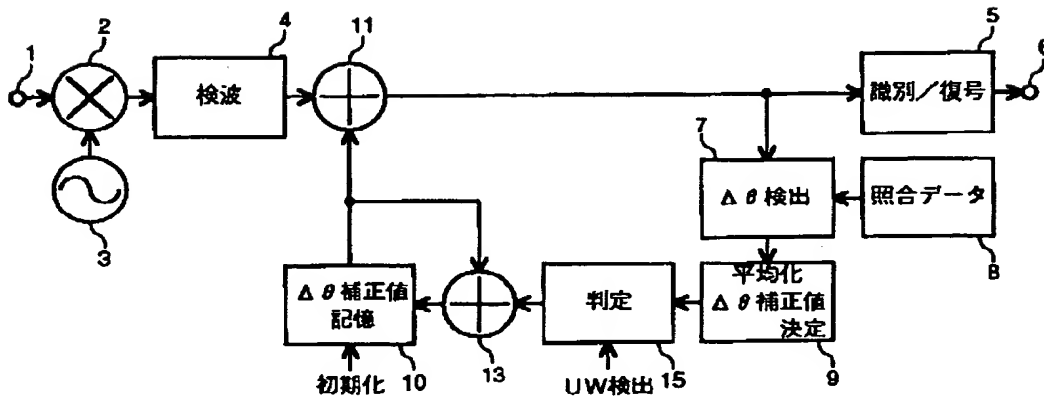 1
2
3
4
検波
11
5
識別／復号
6
7
Δθ検出
照合データ
8
平均化
Δθ補正値
決定
9
判定
15
UW検出
13
Δθ補正値
記憶
10
初期化